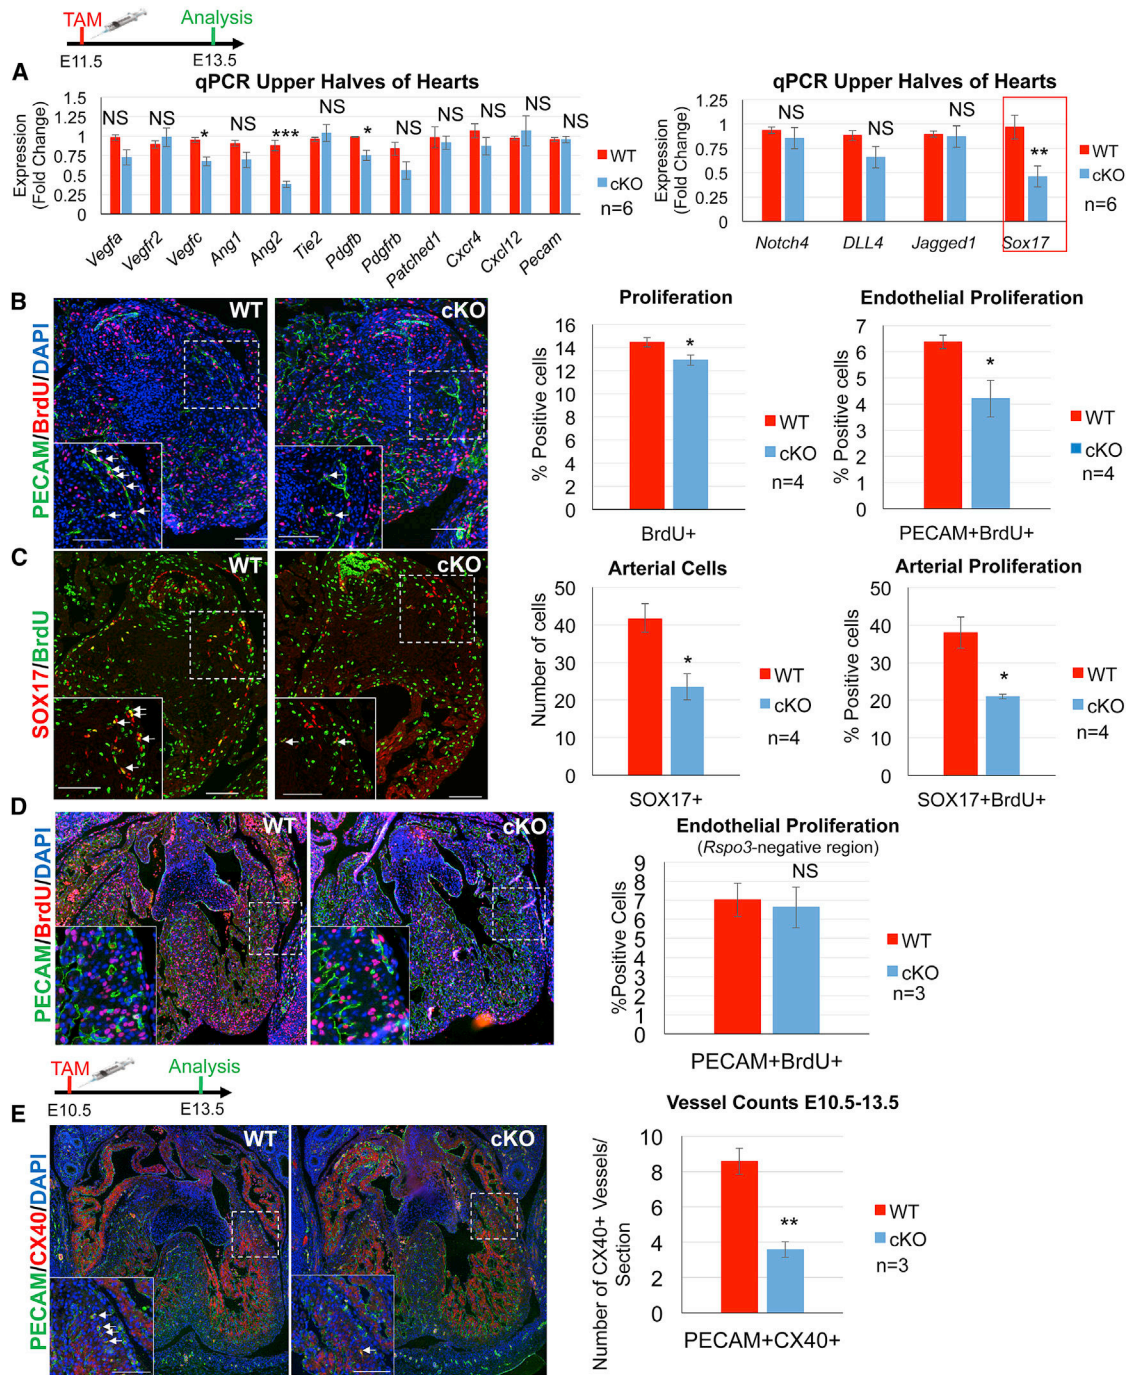 TAM
Analysis
E11.5
E13.5
A
qPCR Upper Halves of Hearts
Expression
(Fold Change)
1.5
1.25
1
0.75
0.5
0.25
0
NS
NS
*
NS
***
NS
*
NS
NS
NS
NS
NS
Vegfa
Vegfr2
Vegfc
Ang1
Ang2
Tie2
Pdgfb
Pdgfrb
Patched1
Cxcr4
Cxcl12
Pecam
WT
cKO
n=6
qPCR Upper Halves of Hearts
Expression
(Fold Change)
1.25
1
0.75
0.5
0.25
0
NS
NS
NS
**
Notch4
DLL4
Jagged1
Sox17
WT
cKO
n=6
B
PECAM/BrdU/DAPI
WT
cKO
Proliferation
% Positive cells
16
14
12
10
8
6
4
2
0
*
BrdU+
WT
cKO
n=4
Endothelial Proliferation
% Positive cells
7
6
5
4
3
2
1
0
*
PECAM+BrdU+
WT
cKO
n=4
C
SOX17/BrdU
WT
cKO
Arterial Cells
Number of cells
50
40
30
20
10
0
*
SOX17+
WT
cKO
n=4
Arterial Proliferation
% Positive cells
50
40
30
20
10
0
*
SOX17+BrdU+
WT
cKO
n=4
D
PECAM/BrdU/DAPI
WT
cKO
Endothelial Proliferation
(Rspo3-negative region)
%Positive Cells
9
8
7
6
5
4
3
2
1
0
NS
PECAM+BrdU+
WT
cKO
n=3
TAM
Analysis
E10.5
E13.5
E
PECAM/CX40/DAPI
WT
cKO
Vessel Counts E10.5-13.5
Number of CX40+ Vessels/
Section
10
8
6
4
2
0
**
PECAM+CX40+
WT
cKO
n=3